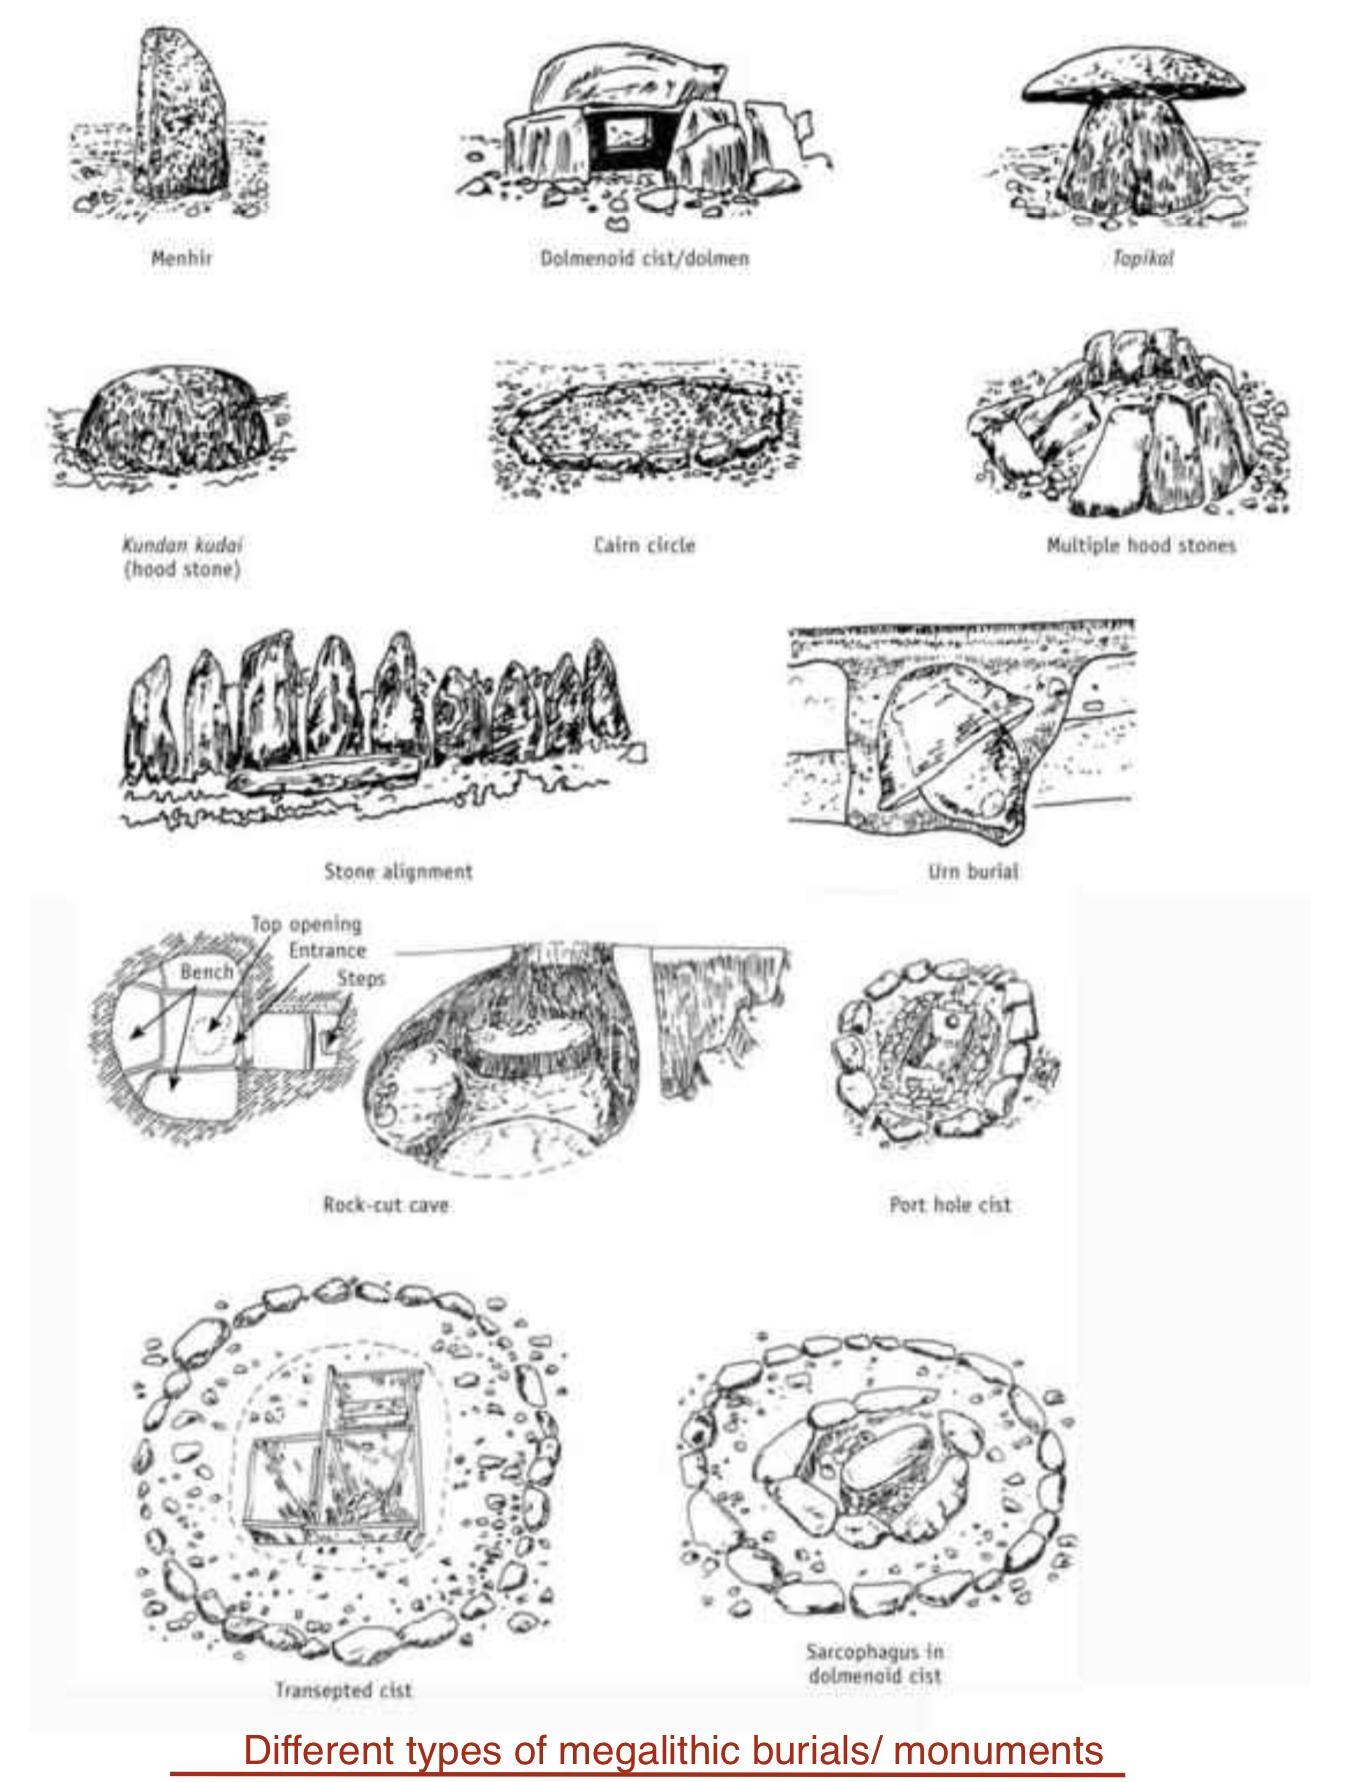 Menhir
Dolmenoid cist/dolmen
Topikal
Kundan kudai
(hood stone)
Cairn circle
Multiple hood stones
Stone alignment
Urn burial
Top opening
Entrance
Bench
Steps
Rock-cut cave
Port hole cist
Transepted cist
Sarcophagus in
dolmenoid cist
Different types of megalithic burials/ monuments